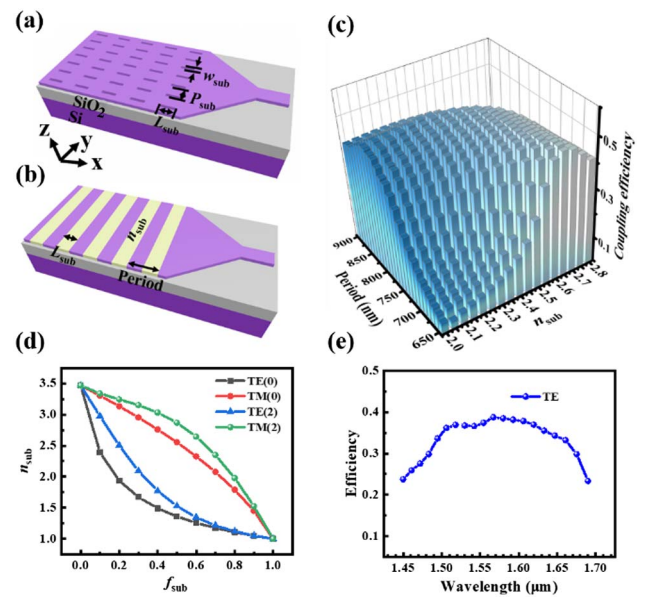 (a)
w_sub
P_sub
L_sub
SiO2
Si
z
y
x
(b)
n_sub
L_sub
Period
(c)
0.5
0.3
0.1
Coupling efficiency
900
850
800
750
700
650
Period (nm)
2.0
2.1
2.2
2.3
2.4
2.5
2.6
2.7
2.8
n_sub
(d)
TE(0)
TM(0)
TE(2)
TM(2)
3.5
3.0
2.5
2.0
1.5
1.0
n_sub
0.0 0.2 0.4 0.6 0.8 1.0
f_sub
(e)
TE
0.5
0.4
0.3
0.2
0.1
Efficiency
1.45 1.50 1.55 1.60 1.65 1.70
Wavelength (μm)